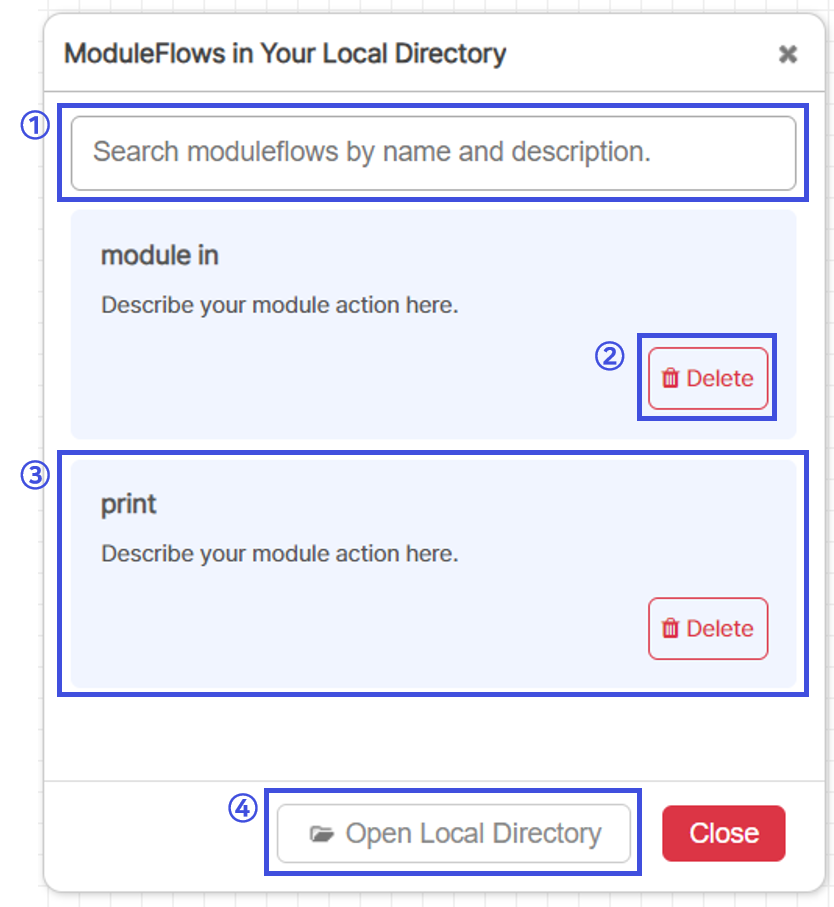 ModuleFlows in Your Local Directory ✖
①
Search moduleflows by name and description.
module in
Describe your module action here.
②
Delete
③
print
Describe your module action here.
Delete
④
Open Local Directory
Close